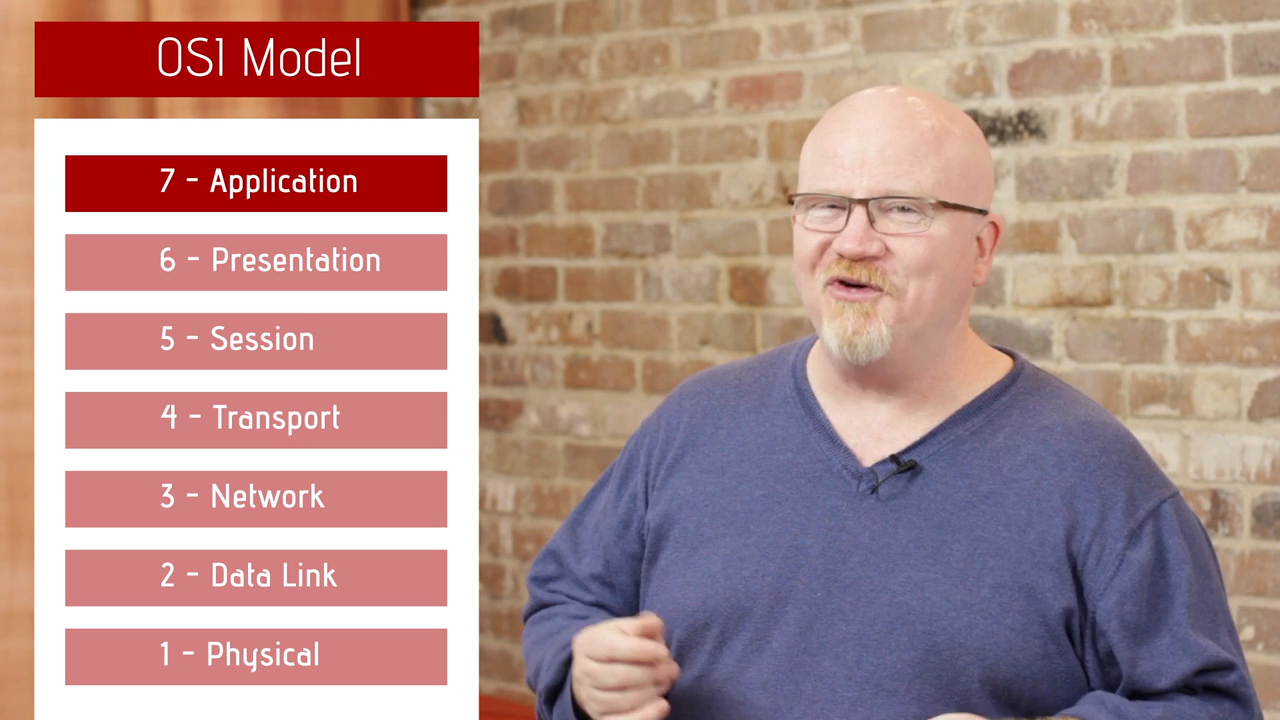 OSI Model
7 - Application
6 - Presentation
5 - Session
4 - Transport
3 - Network
2 - Data Link
1 - Physical